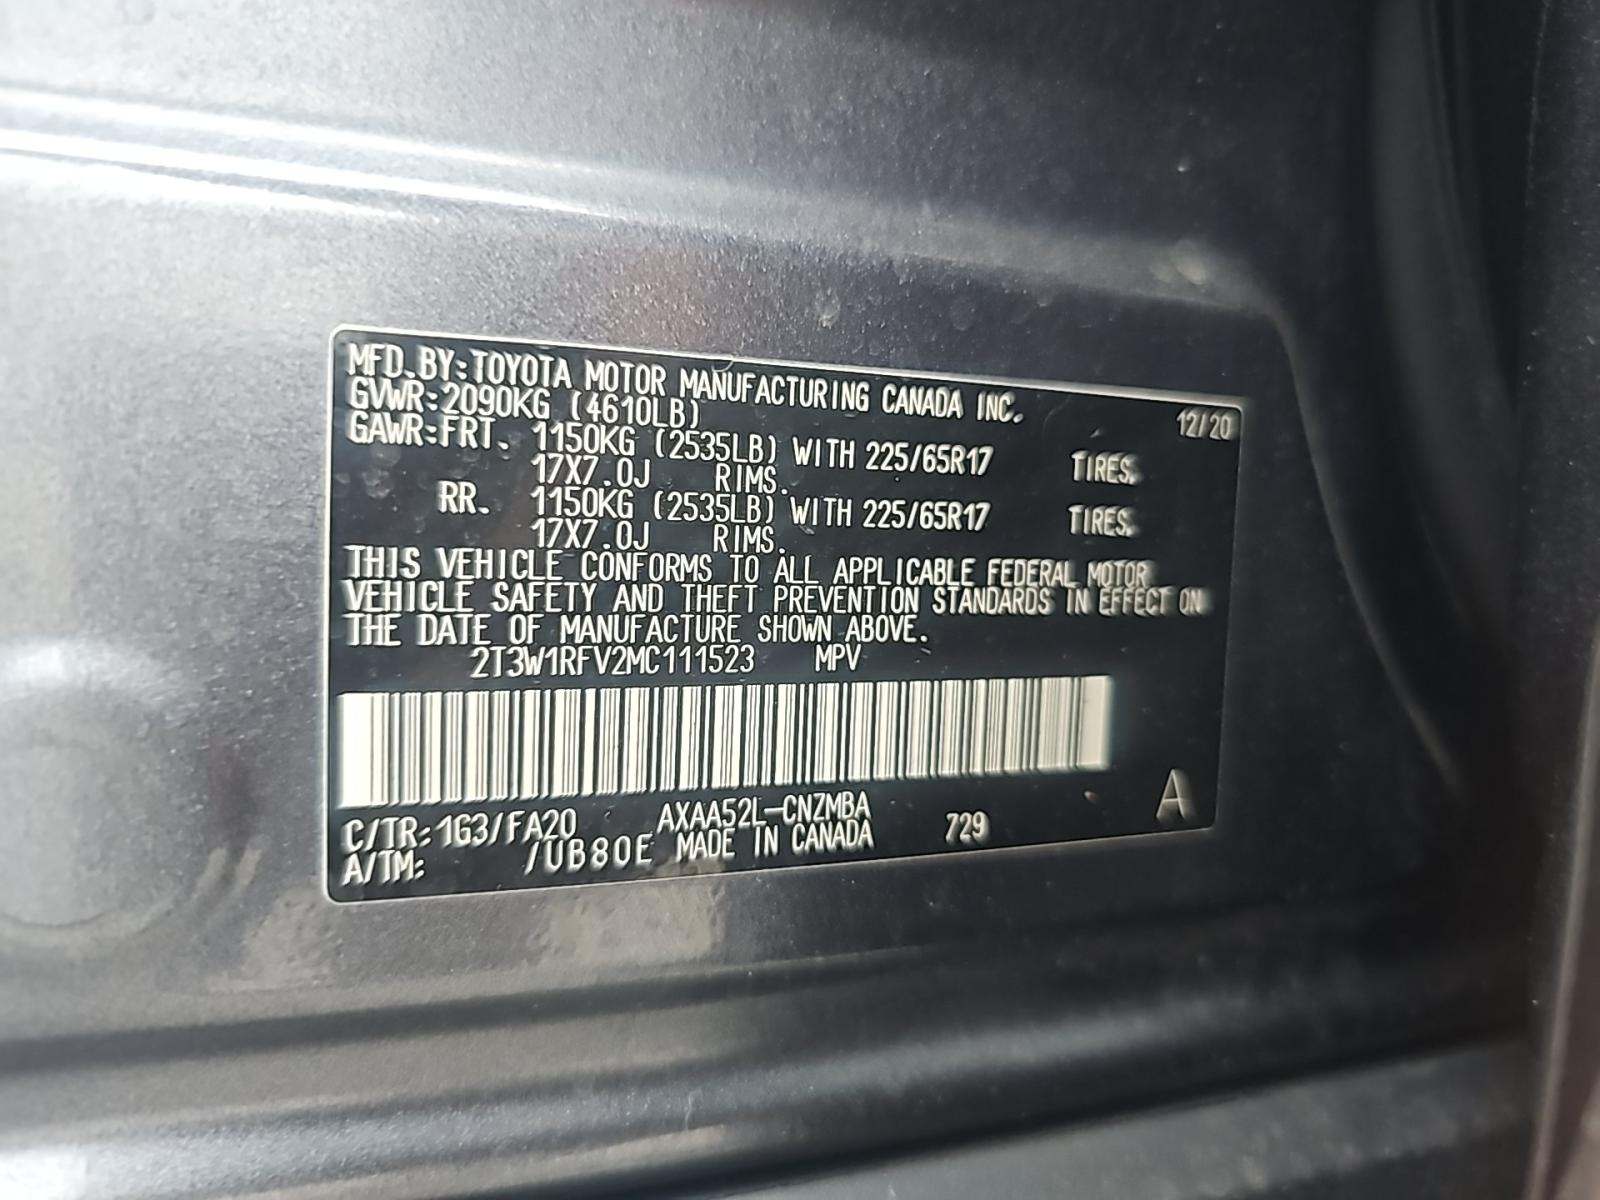 MFD. BY: TOYOTA MOTOR MANUFACTURING CANADA INC. 12/20
GVWR: 2090KG (4610LB)
GAWR: FRT. 1150KG (2535LB) WITH 225/65R17 TIRES.
17X7.0J RIMS.
RR. 1150KG (2535LB) WITH 225/65R17 TIRES.
17X7.0J RIMS.
THIS VEHICLE CONFORMS TO ALL APPLICABLE FEDERAL MOTOR
VEHICLE SAFETY AND THEFT PREVENTION STANDARDS IN EFFECT ON
THE DATE OF MANUFACTURE SHOWN ABOVE.
2T3W1RFV2MC111523 MPV
C/TR: 1G3/FA20 AXAA52L-CNZMBA 729 A
A/TM: /UB80E MADE IN CANADA